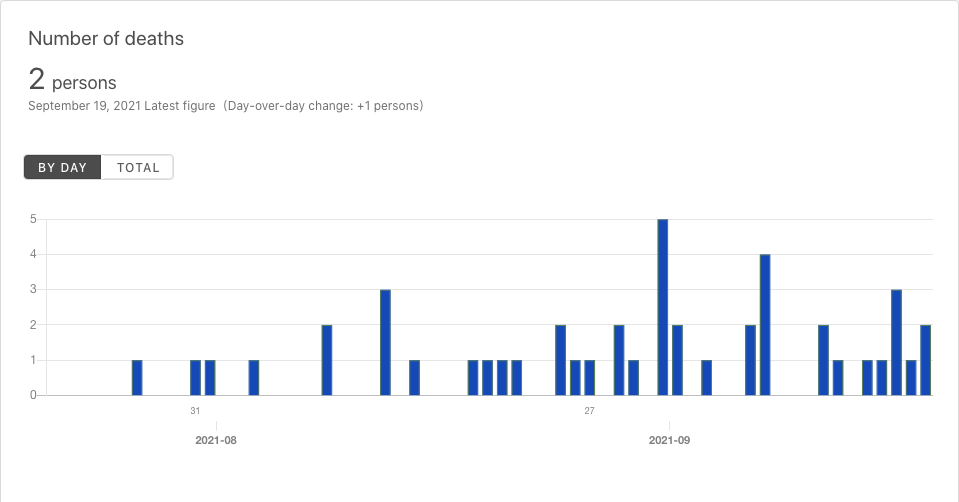 Number of deaths
2 persons
September 19, 2021 Latest figure (Day-over-day change: +1 persons)
BY DAY TOTAL
5
4
3
2
1
0
31 27
2021-08 2021-09